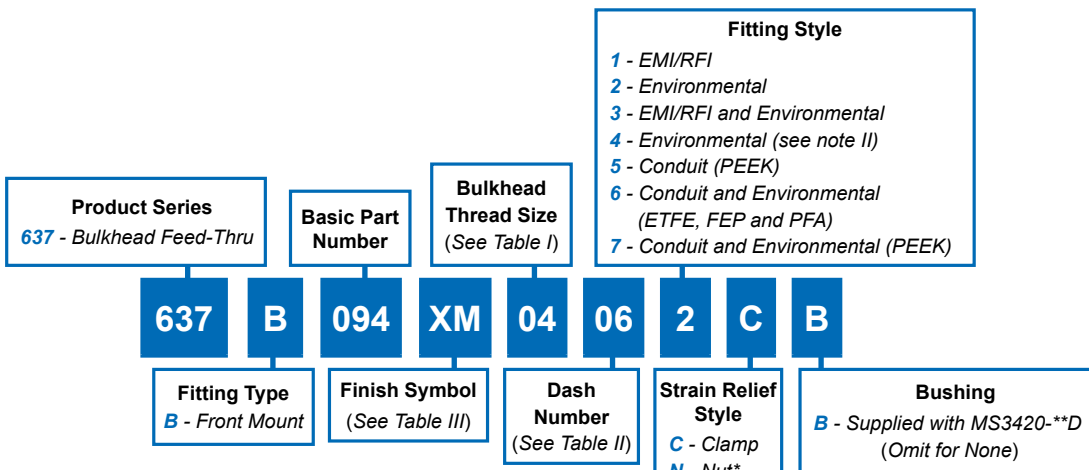 Fitting Style
1 - EMI/RFI
2 - Environmental
3 - EMI/RFI and Environmental
4 - Environmental (see note II)
5 - Conduit (PEEK)
6 - Conduit and Environmental
(ETFE, FEP and PFA)
7 - Conduit and Environmental (PEEK)
Bulkhead
Thread Size
(See Table I)
Basic Part
Number
Product Series
637 - Bulkhead Feed-Thru
637 B 094 XM 04 06 2 C B
Fitting Type
B - Front Mount
Finish Symbol
(See Table III)
Dash
Number
(See Table II)
Strain Relief
Style
C - Clamp
N - Nut*
Bushing
B - Supplied with MS3420-**D
(Omit for None)